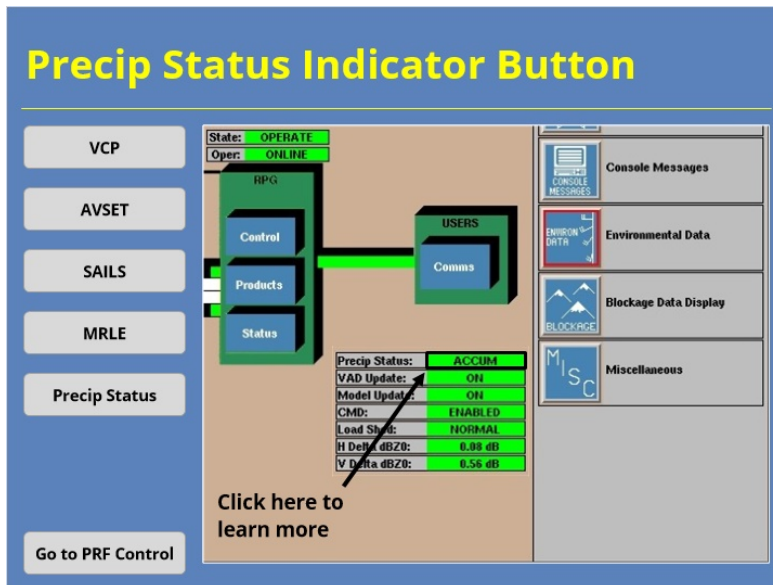 Precip Status Indicator Button
VCP
AVSET
SAILS
MRLE
Precip Status
Go to PRF Control
State: OPERATE
Oper: ONLINE
RPG
Control
Products
Status
USERS
Comms
Precip Status: ACCUM
VAD Update: ON
Model Update: ON
CMD: ENABLED
Load Shed: NORMAL
H Delta dBZ0: 0.08 dB
V Delta dBZ0: 0.56 dB
Click here to
learn more
CONSOLE
MESSAGES
Console Messages
ENVIRON
DATA
Environmental Data
BLOCKAGE
Blockage Data Display
MISC
Miscellaneous